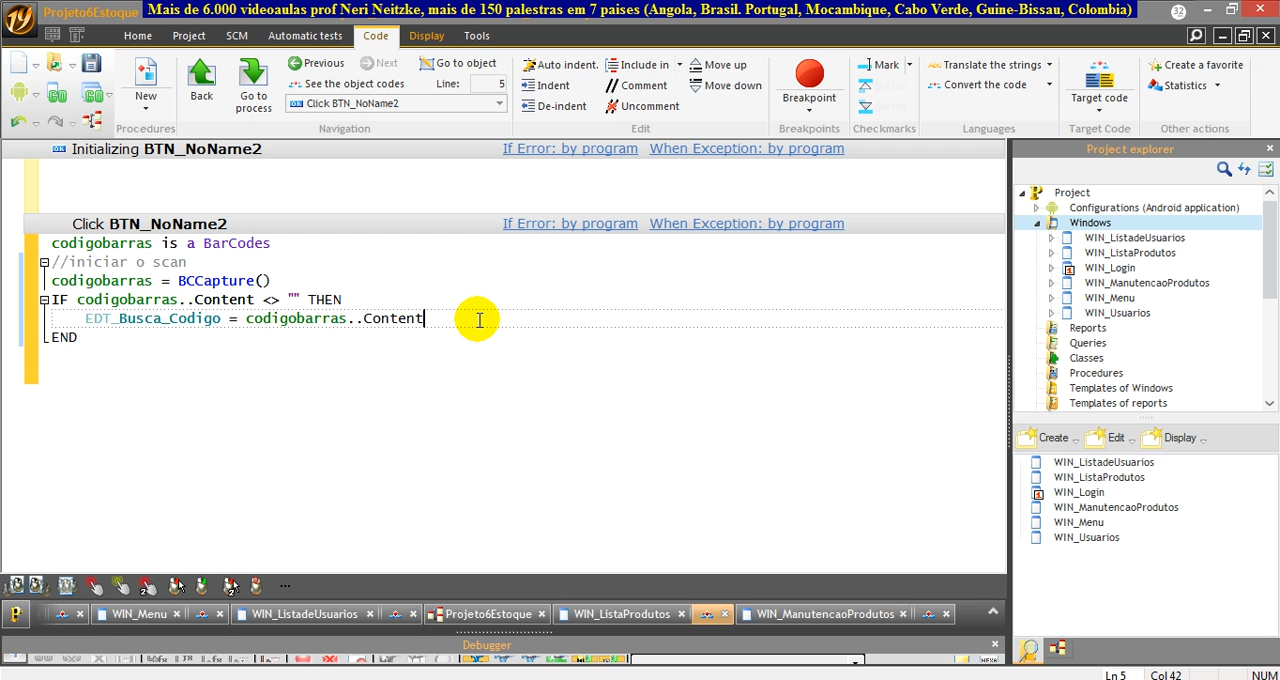 Projeto6Estoque
Mais de 6.000 videoaulas prof Neri Neitzke, mais de 150 palestras em 7 paises (Angola, Brasil. Portugal, Mocambique, Cabo Verde, Guine-Bissau, Colombia)
32
Home Project SCM Automatic tests Code Display Tools
New
Procedures
Back
Go to process
Previous Next Go to object
See the object codes Line: 5
Click BTN_NoName2
Navigation
Auto indent. Include in Move up
Indent // Comment Move down
De-indent Uncomment
Edit
Breakpoint
Breakpoints
Mark
Checkmarks
Translate the strings
Convert the code
Languages
Target code
Target Code
Create a favorite
Statistics
Other actions
Initializing BTN_NoName2 If Error: by program When Exception: by program
Click BTN_NoName2 If Error: by program When Exception: by program
codigobarras is a BarCodes
//iniciar o scan
codigobarras = BCCapture()
IF codigobarras..Content <> "" THEN
EDT_Busca_Codigo = codigobarras..Content
END
Project explorer
Project
Configurations (Android application)
Windows
WIN_ListadeUsuarios
WIN_ListaProdutos
WIN_Login
WIN_ManutencaoProdutos
WIN_Menu
WIN_Usuarios
Reports
Queries
Classes
Procedures
Templates of Windows
Templates of reports
Create Edit Display
WIN_ListadeUsuarios
WIN_ListaProdutos
WIN_Login
WIN_ManutencaoProdutos
WIN_Menu
WIN_Usuarios
WIN_Menu WIN_ListadeUsuarios Projeto6Estoque WIN_ListaProdutos WIN_ManutencaoProdutos
Debugger
Ln 5 Col 42 NUM